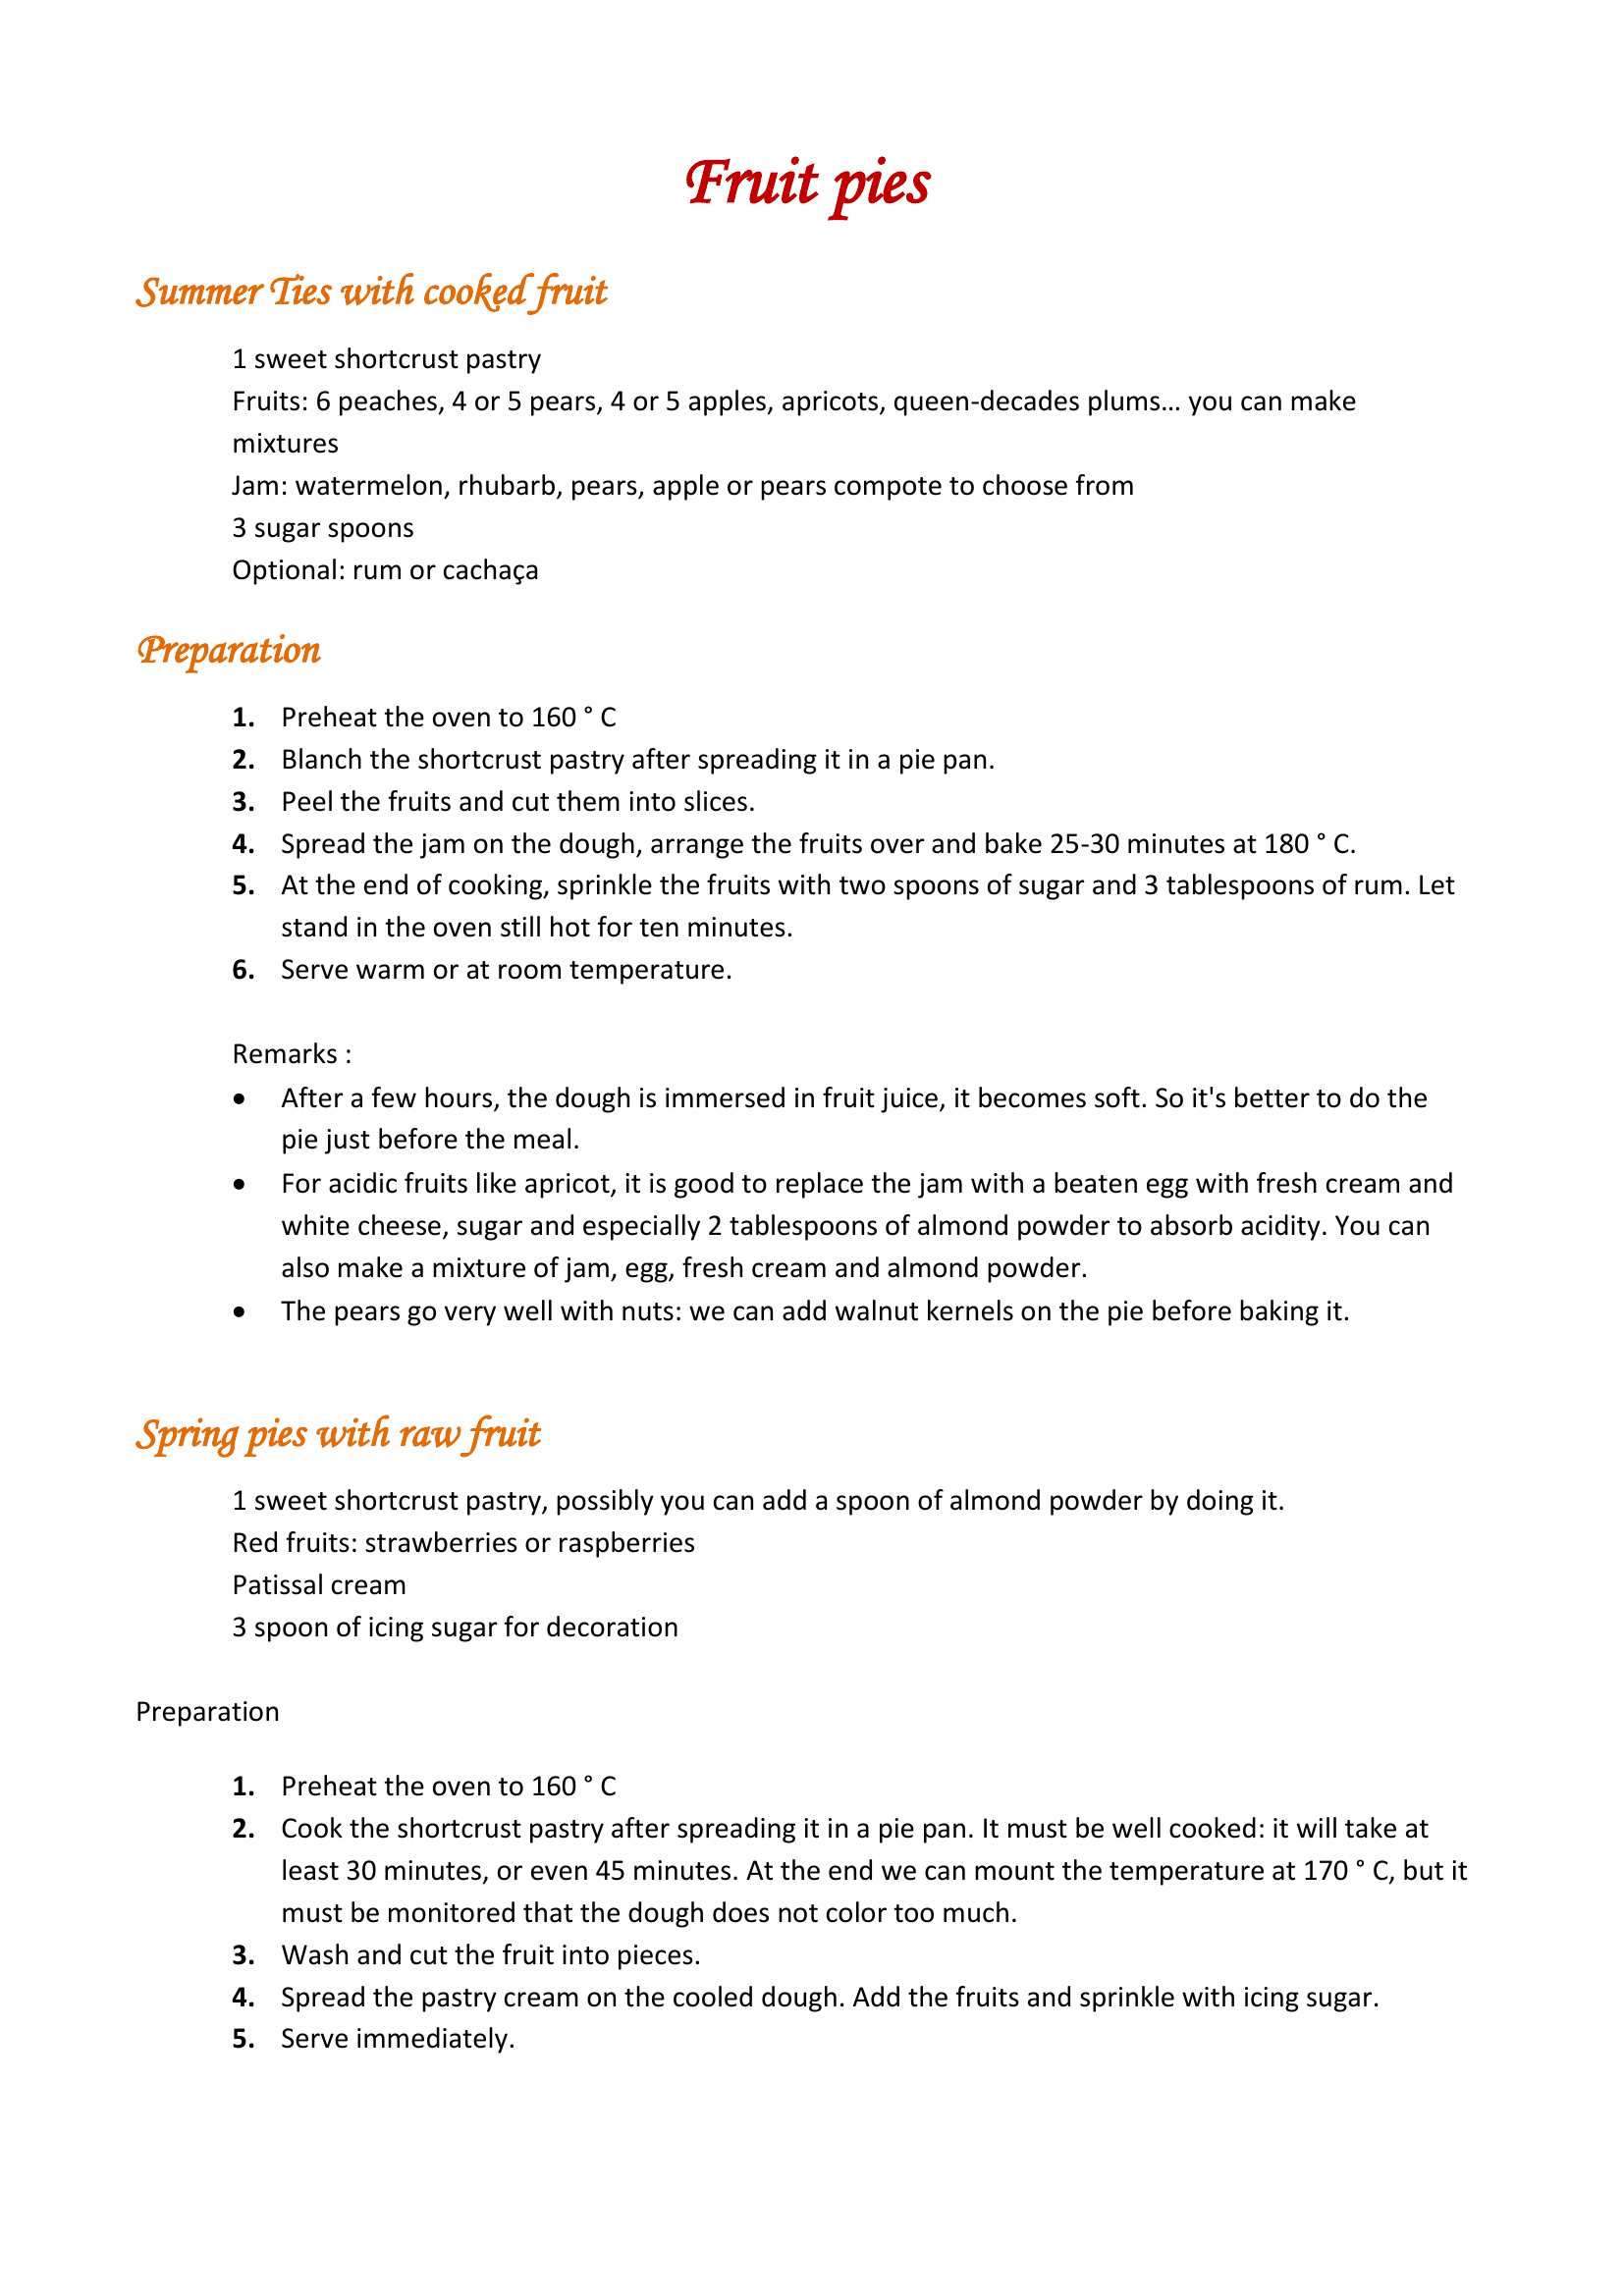 Fruit pies
Summer Ties with cooked fruit
1 sweet shortcrust pastry
Fruits: 6 peaches, 4 or 5 pears, 4 or 5 apples, apricots, queen-decades plums... you can make
mixtures
Jam: watermelon, rhubarb, pears, apple or pears compote to choose from
3 sugar spoons
Optional: rum or cachaça
Preparation
1. Preheat the oven to 160 ° C
2. Blanch the shortcrust pastry after spreading it in a pie pan.
3. Peel the fruits and cut them into slices.
4. Spread the jam on the dough, arrange the fruits over and bake 25-30 minutes at 180 ° C.
5. At the end of cooking, sprinkle the fruits with two spoons of sugar and 3 tablespoons of rum. Let
stand in the oven still hot for ten minutes.
6. Serve warm or at room temperature.
Remarks :
• After a few hours, the dough is immersed in fruit juice, it becomes soft. So it's better to do the
pie just before the meal.
• For acidic fruits like apricot, it is good to replace the jam with a beaten egg with fresh cream and
white cheese, sugar and especially 2 tablespoons of almond powder to absorb acidity. You can
also make a mixture of jam, egg, fresh cream and almond powder.
• The pears go very well with nuts: we can add walnut kernels on the pie before baking it.
Spring pies with raw fruit
1 sweet shortcrust pastry, possibly you can add a spoon of almond powder by doing it.
Red fruits: strawberries or raspberries
Patissal cream
3 spoon of icing sugar for decoration
Preparation
1. Preheat the oven to 160 ° C
2. Cook the shortcrust pastry after spreading it in a pie pan. It must be well cooked: it will take at
least 30 minutes, or even 45 minutes. At the end we can mount the temperature at 170 ° C, but it
must be monitored that the dough does not color too much.
3. Wash and cut the fruit into pieces.
4. Spread the pastry cream on the cooled dough. Add the fruits and sprinkle with icing sugar.
5. Serve immediately.